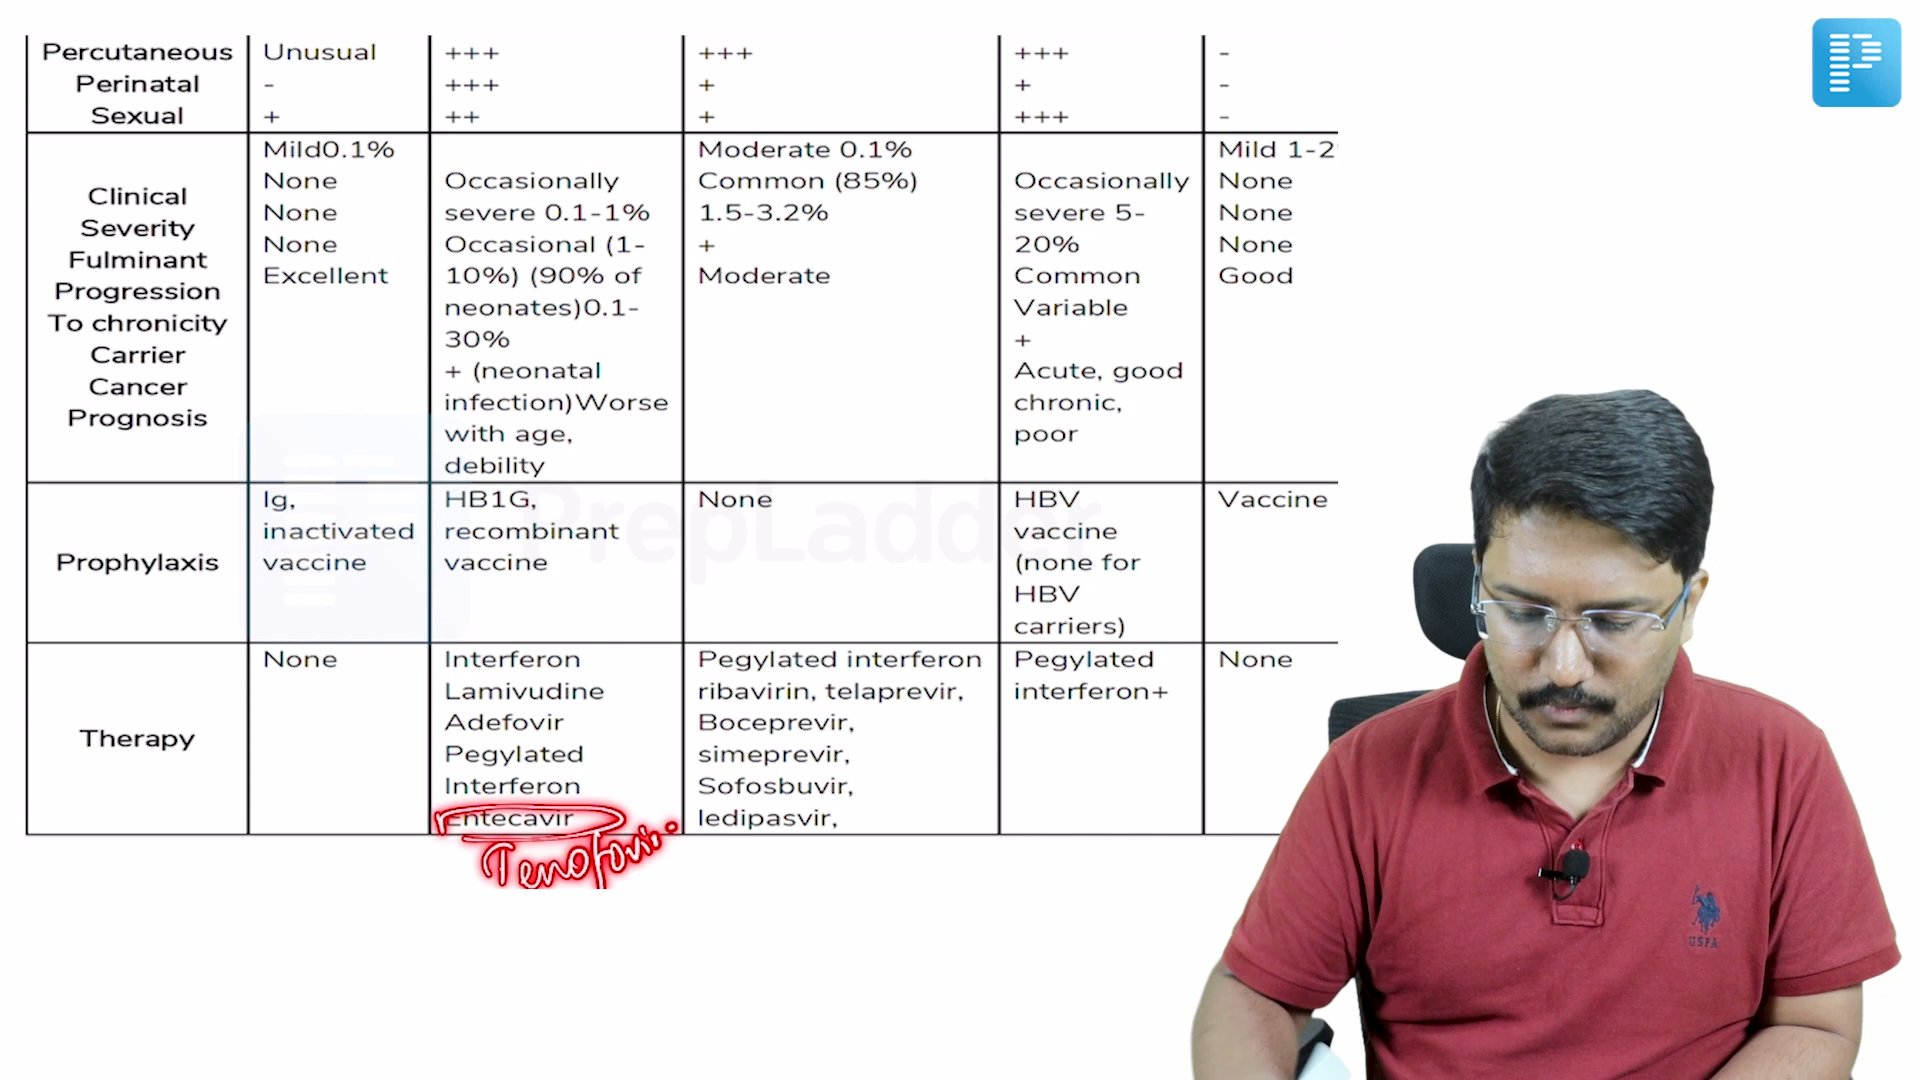 Percutaneous Unusual +++ +++ +++ -
Perinatal - +++ + + -
Sexual + ++ + +++ -
Clinical
Severity
Fulminant
Progression
To chronicity
Carrier
Cancer
Prognosis
Mild0.1%
None
None
None
Excellent
Occasionally
severe 0.1-1%
Occasional (1-
10%) (90% of
neonates)0.1-
30%
+ (neonatal
infection)Worse
with age,
debility
Moderate 0.1%
Common (85%)
1.5-3.2%
+
Moderate
Occasionally
severe 5-
20%
Common
Variable
+
Acute, good
chronic,
poor
Mild 1-2
None
None
None
Good
Prophylaxis
Ig,
inactivated
vaccine
HB1G,
recombinant
vaccine
None
HBV
vaccine
(none for
HBV
carriers)
Vaccine
Therapy
None
Interferon
Lamivudine
Adefovir
Pegylated
Interferon
Entecavir
Tenofovir
Pegylated interferon
ribavirin, telaprevir,
Boceprevir,
simeprevir,
Sofosbuvir,
ledipasvir,
Pegylated
interferon+
None
PrepLadder
USPA